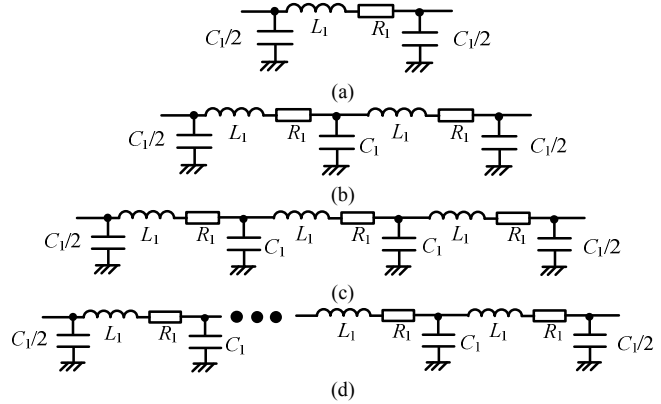 C₁/2 L₁ R₁ C₁/2
(a)
C₁/2 L₁ R₁ C₁ L₁ R₁ C₁/2
(b)
C₁/2 L₁ R₁ C₁ L₁ R₁ C₁ L₁ R₁ C₁/2
(c)
C₁/2 L₁ R₁ C₁ L₁ R₁ C₁ L₁ R₁ C₁/2
(d)